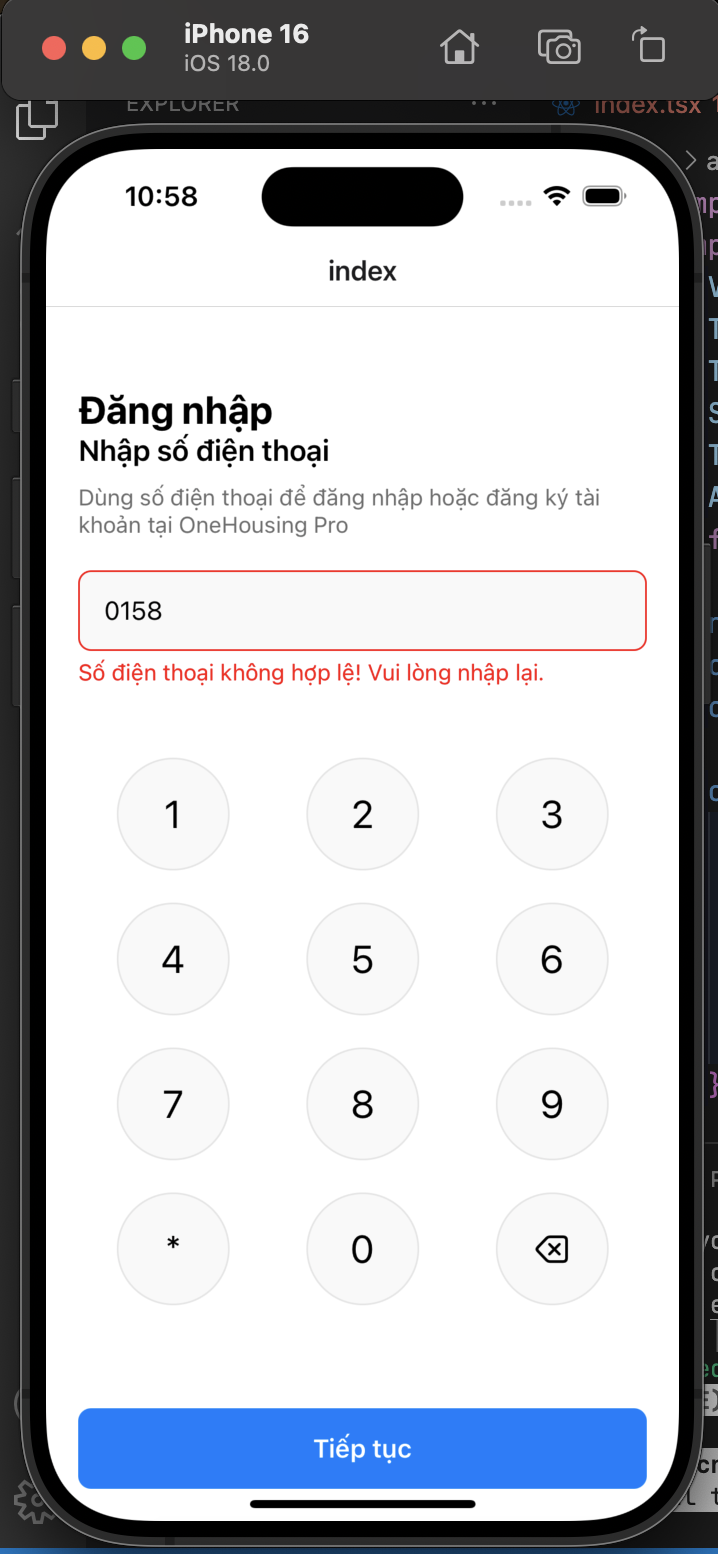 iPhone 16
iOS 18.0
EXPLORER
index.tsx
10:58
index
Đăng nhập
Nhập số điện thoại
Dùng số điện thoại để đăng nhập hoặc đăng ký tài
khoản tại OneHousing Pro
0158
Số điện thoại không hợp lệ! Vui lòng nhập lại.
1 2 3
4 5 6
7 8 9
* 0
Tiếp tục